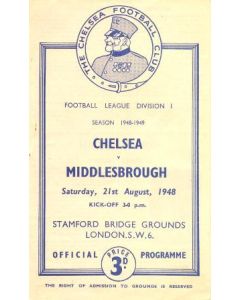 THE CHELSEA FOOTBALL CLUB
FOOTBALL LEAGUE DIVISION I
SEASON 1948-1949
CHELSEA
v
MIDDLESBROUGH
Saturday, 21st August, 1948
KICK-OFF 3-0 p.m.
STAMFORD BRIDGE GROUNDS
LONDON. S.W.6.
OFFICIAL PRICE 3D. PROGRAMME
THE RIGHT OF ADMISSION TO GROUNDS IS RESERVED